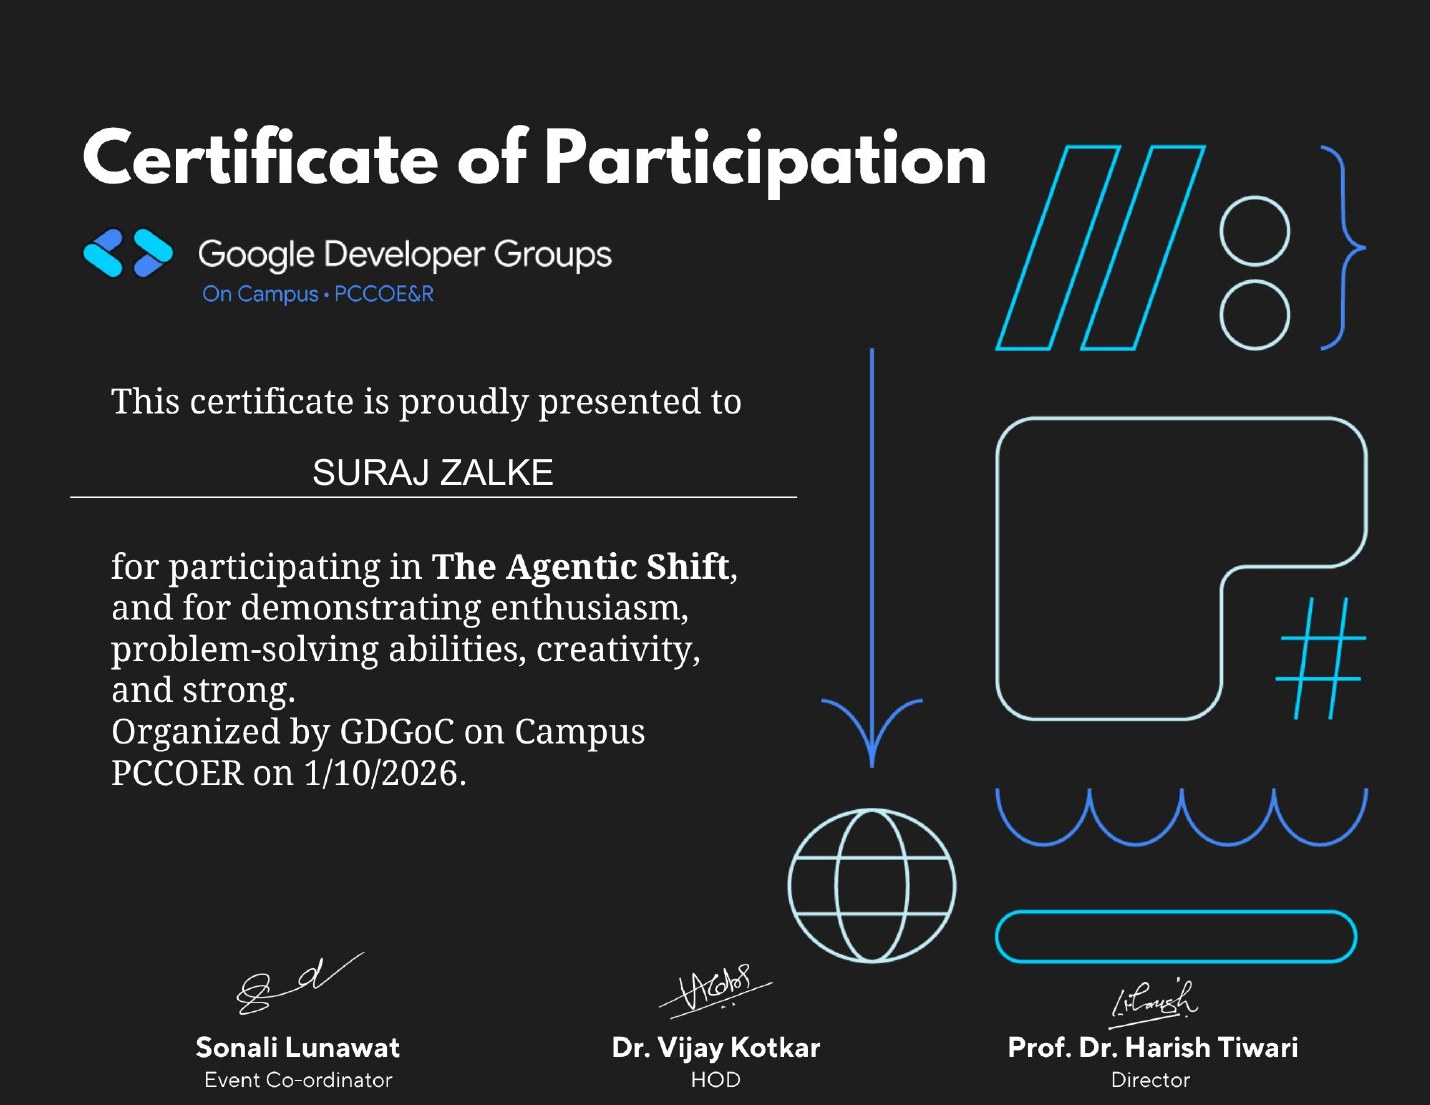 Certificate of Participation
Google Developer Groups
On Campus • PCCOE&R
This certificate is proudly presented to
SURAJ ZALKE
for participating in The Agentic Shift,
and for demonstrating enthusiasm,
problem-solving abilities, creativity,
and strong.
Organized by GDGoC on Campus
PCCOER on 1/10/2026.
Sonali Lunawat
Event Co-ordinator
Dr. Vijay Kotkar
HOD
Prof. Dr. Harish Tiwari
Director